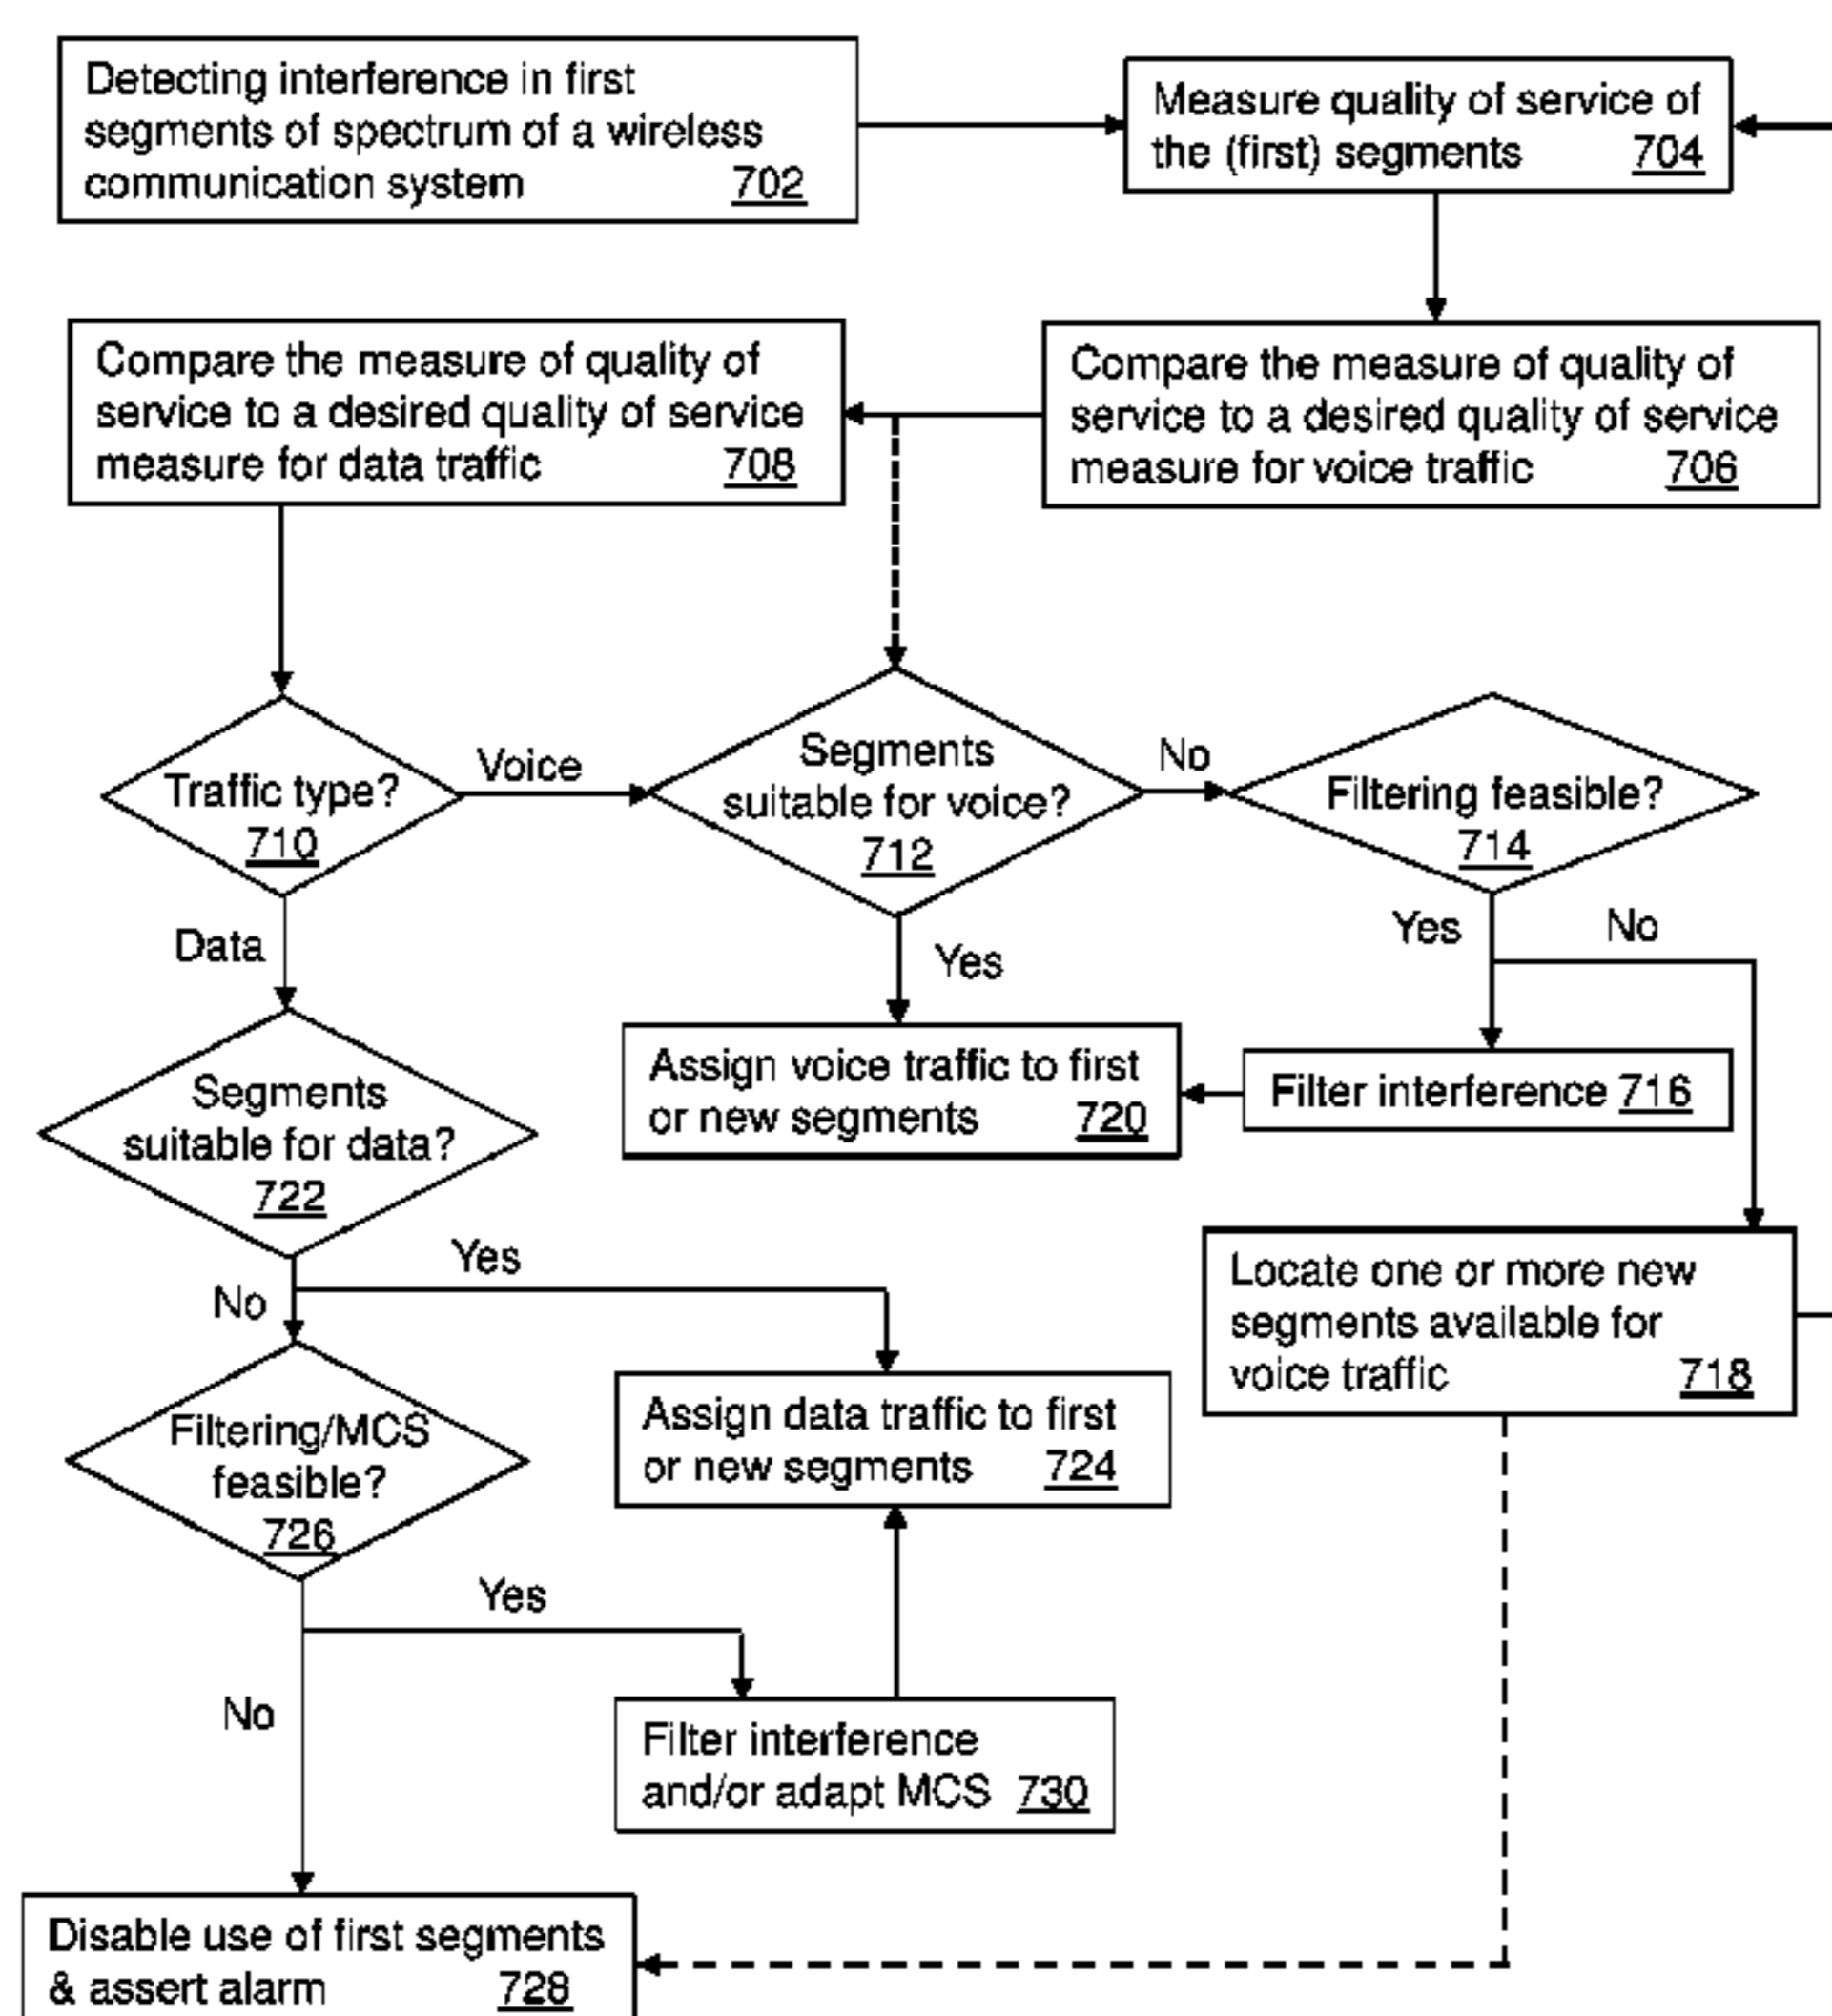 Detecting interference in first
segments of spectrum of a wireless
communication system 702
Measure quality of service of
the (first) segments 704
Compare the measure of quality of
service to a desired quality of service
measure for data traffic 708
Compare the measure of quality of
service to a desired quality of service
measure for voice traffic 706
Traffic type?
710
Voice
Segments
suitable for voice?
712
No
Filtering feasible?
714
Data
Yes
Yes
No
Assign voice traffic to first
or new segments 720
Filter interference 716
Segments
suitable for data?
722
Yes
No
Locate one or more new
segments available for
voice traffic 718
Filtering/MCS
feasible?
726
Assign data traffic to first
or new segments 724
Yes
No
Filter interference
and/or adapt MCS 730
Disable use of first segments
& assert alarm 728